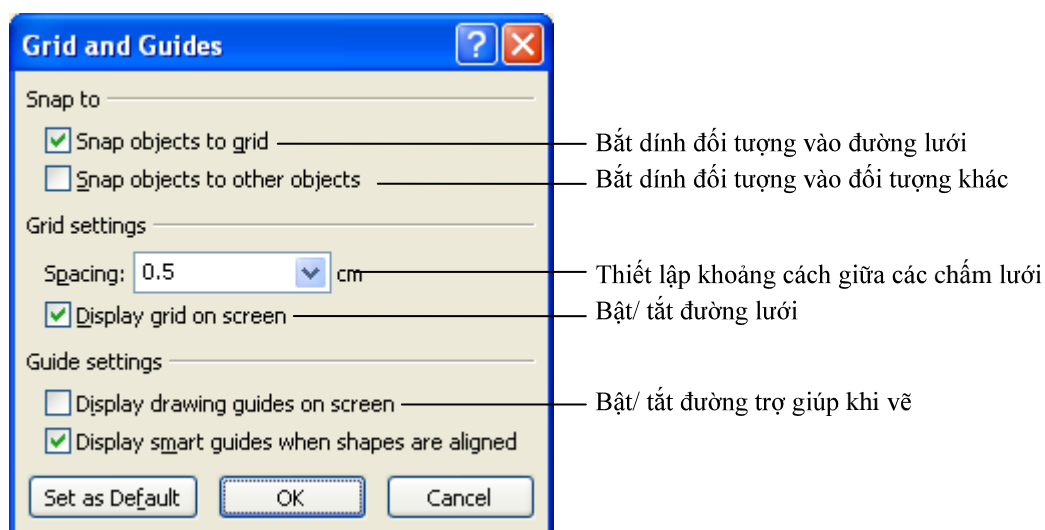 Grid and Guides
Snap to
Snap objects to grid
Bắt dính đối tượng vào đường lưới
Snap objects to other objects
Bắt dính đối tượng vào đối tượng khác
Grid settings
Spacing: 0.5 cm
Thiết lập khoảng cách giữa các chấm lưới
Display grid on screen
Bật/ tắt đường lưới
Guide settings
Display drawing guides on screen
Bật/ tắt đường trợ giúp khi vẽ
Display smart guides when shapes are aligned
Set as Default OK Cancel